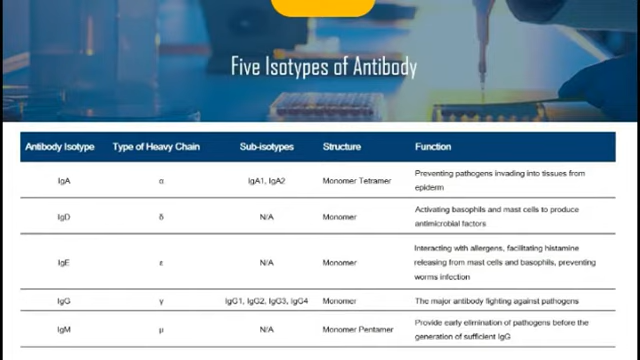 Five Isotypes of Antibody
Antibody Isotype Type of Heavy Chain Sub-isotypes Structure Function
IgA α IgA1, IgA2 Monomer Tetramer Preventing pathogens invading into tissues from
epiderm
IgD δ N/A Monomer Activating basophils and mast cells to produce
antimicrobial factors
IgE ε N/A Monomer Interacting with allergens, facilitating histamine
releasing from mast cells and basophils, preventing
worms infection
IgG γ IgG1, IgG2, IgG3, IgG4 Monomer The major antibody fighting against pathogens
IgM μ N/A Monomer Pentamer Provide early elimination of pathogens before the
generation of sufficient IgG